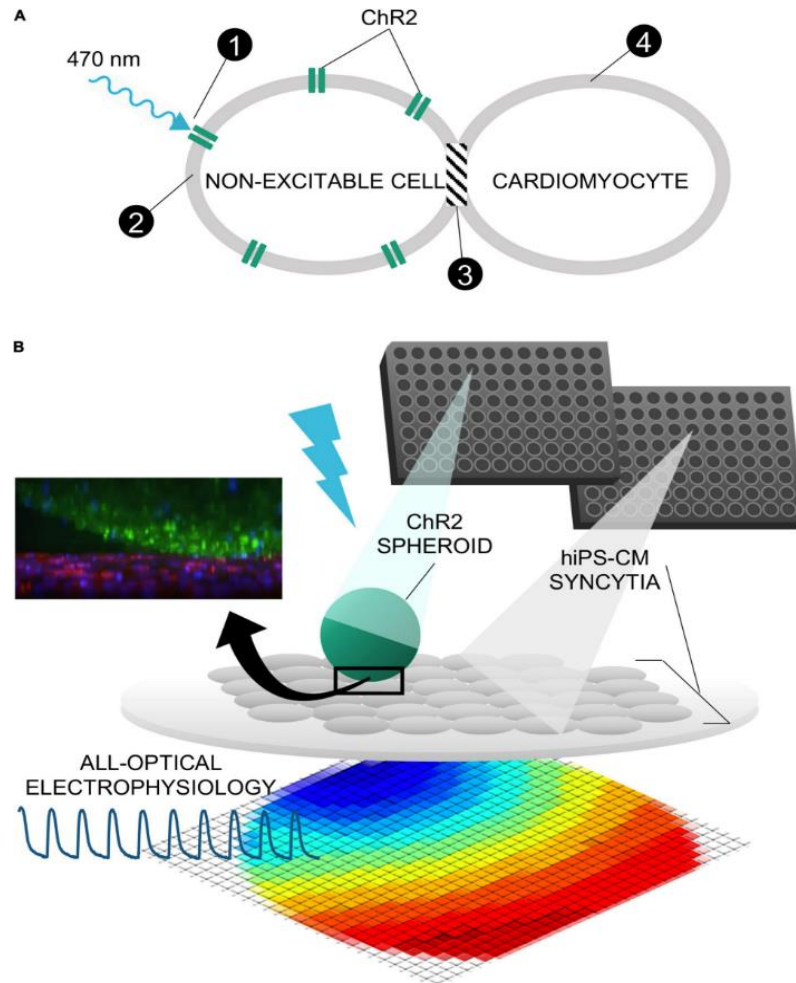 A
ChR2
1
4
470 nm
NON-EXCITABLE CELL
CARDIOMYOCYTE
2
3
B
ChR2
SPHEROID
hiPS-CM
SYNCYTIA
ALL-OPTICAL
ELECTROPHYSIOLOGY